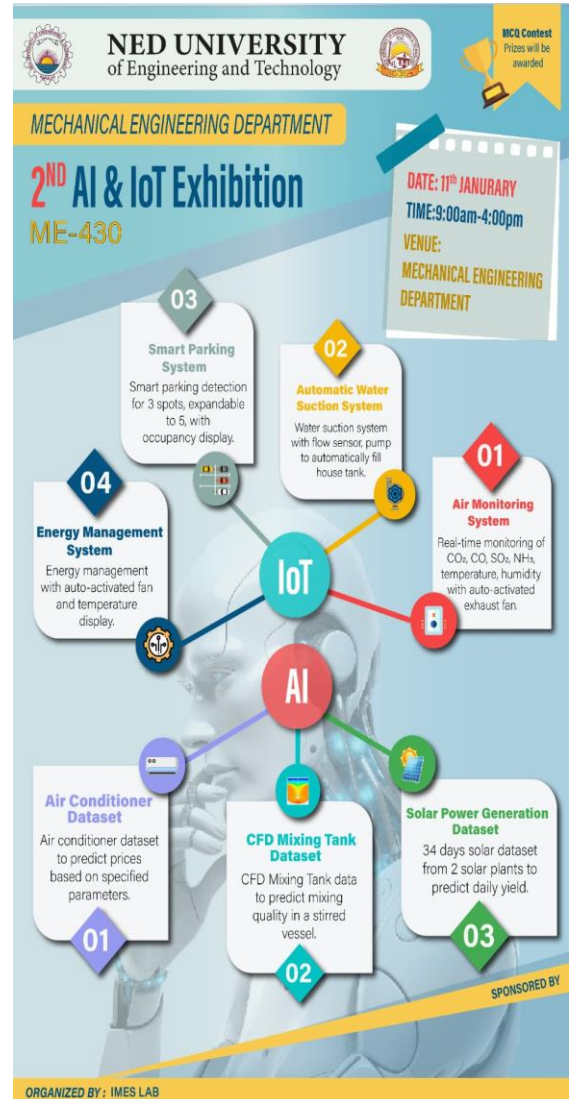 NED UNIVERSITY
of Engineering and Technology
MCQ Contest
Prizes will be
awarded
MECHANICAL ENGINEERING DEPARTMENT
2ND AI & IoT Exhibition
ME-430
DATE: 11th JANURARY
TIME:9:00am-4:00pm
VENUE:
MECHANICAL ENGINEERING
DEPARTMENT
03
Smart Parking
System
Smart parking detection
for 3 spots, expandable
to 5, with
occupancy display.
02
Automatic Water
Suction System
Water suction system
with flow sensor, pump
to automatically fill
house tank.
01
Air Monitoring
System
Real-time monitoring of
CO₂, CO, SO₂, NH₃,
temperature, humidity
with auto-activated
exhaust fan.
04
Energy Management
System
Energy management
with auto-activated fan
and temperature
display.
IoT
AI
Air Conditioner
Dataset
Air conditioner dataset
to predict prices
based on specified
parameters.
01
CFD Mixing Tank
Dataset
CFD Mixing Tank data
to predict mixing
quality in a stirred
vessel.
02
Solar Power Generation
Dataset
34 days solar dataset
from 2 solar plants to
predict daily yield.
03
SPONSORED BY
ORGANIZED BY : IMES LAB